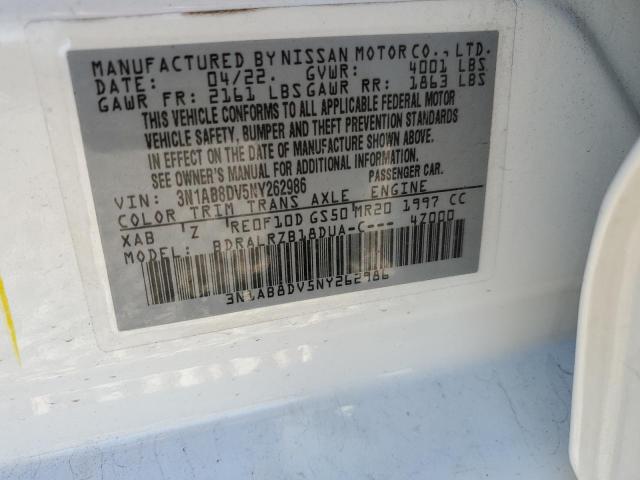 MANUFACTURED BY NISSAN MOTOR CO., LTD.
DATE: 04/22. GVWR: 4001 LBS
GAWR FR: 2161 LBS GAWR RR: 1863 LBS
THIS VEHICLE CONFORMS TO ALL APPLICABLE FEDERAL MOTOR
VEHICLE SAFETY, BUMPER AND THEFT PREVENTION STANDARDS
IN EFFECT ON THE DATE OF MANUFACTURE SHOWN ABOVE.
SEE OWNER'S MANUAL FOR ADDITIONAL INFORMATION.
VIN: 3N1AB8DV5NY262986 PASSENGER CAR.
COLOR TRIM TRANS AXLE ENGINE
XAB Z RE0F10D GS50 MR20 1997 CC
MODEL: BDRALRZB18DUA-C--- 4Z000
3N1AB8DV5NY262986